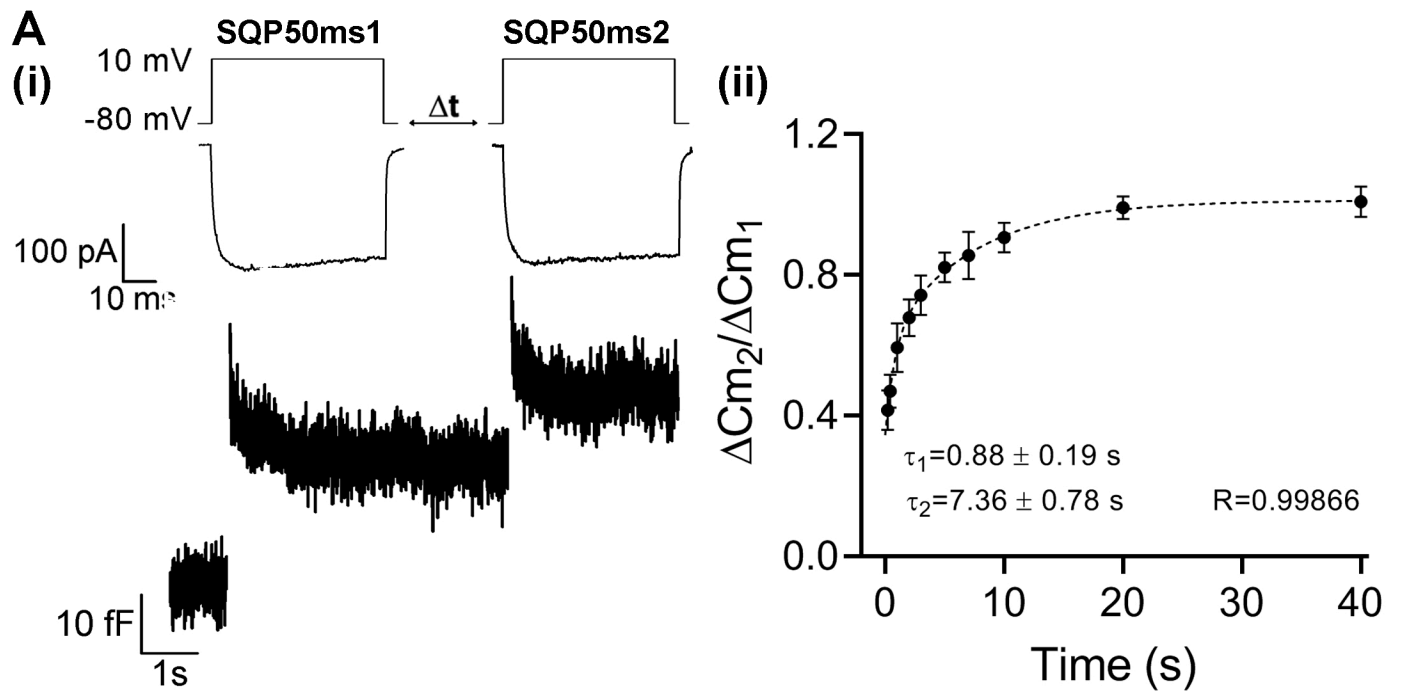 A
SQP50ms1
SQP50ms2
(i)
10 mV
-80 mV
Δt
100 pA
10 ms
10 fF
1s
(ii)
ΔCm2/ΔCm1
1.2
0.8
0.4
0.0
τ1=0.88 ± 0.19 s
τ2=7.36 ± 0.78 s
R=0.99866
0
10
20
30
40
Time (s)